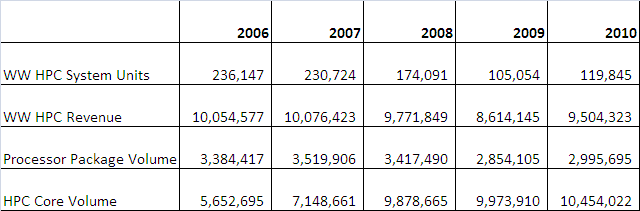 2006 2007 2008 2009 2010
WW HPC System Units 236,147 230,724 174,091 105,054 119,845
WW HPC Revenue 10,054,577 10,076,423 9,771,849 8,614,145 9,504,323
Processor Package Volume 3,384,417 3,519,906 3,417,490 2,854,105 2,995,695
HPC Core Volume 5,652,695 7,148,661 9,878,665 9,973,910 10,454,022